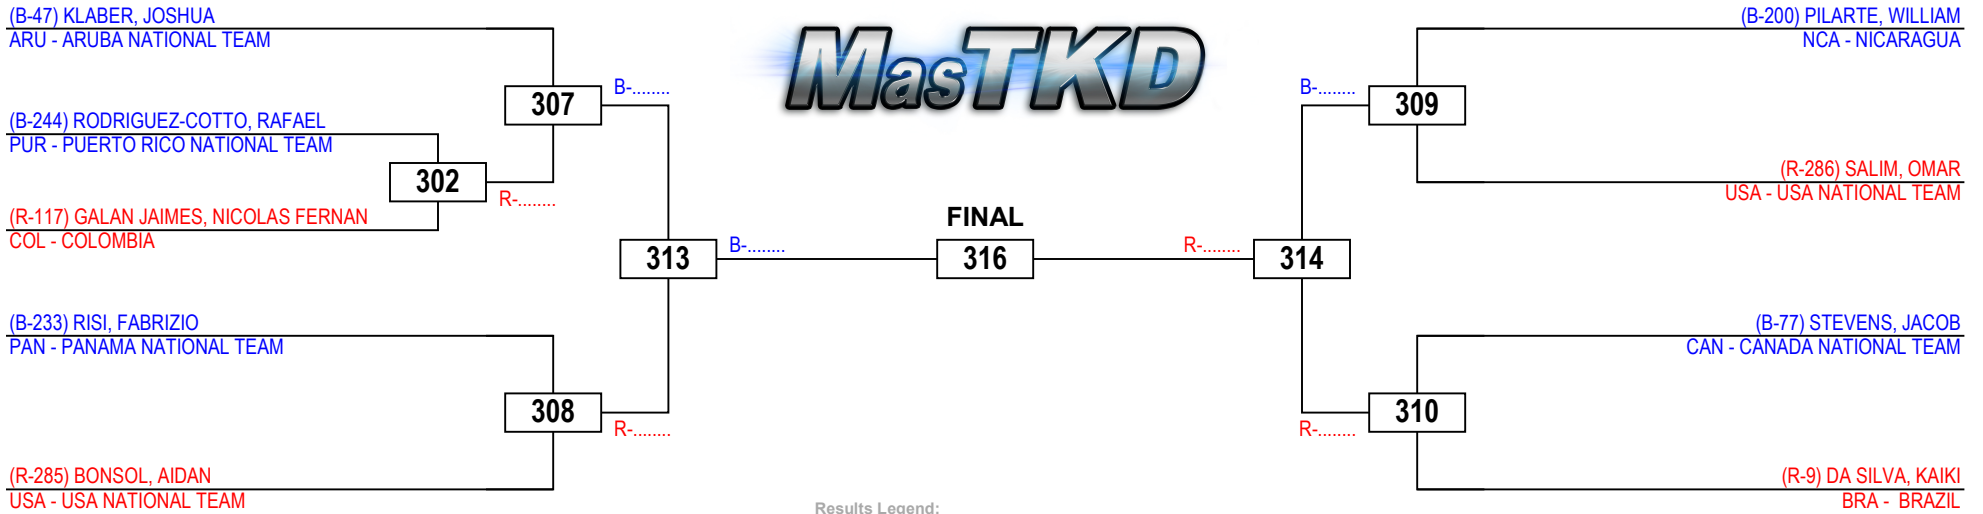 (B-47) KLABER, JOSHUA
ARU - ARUBA NATIONAL TEAM
(B-244) RODRIGUEZ-COTTO, RAFAEL
PUR - PUERTO RICO NATIONAL TEAM
(R-117) GALAN JAIMES, NICOLAS FERNAN
COL - COLOMBIA
(B-233) RISI, FABRIZIO
PAN - PANAMA NATIONAL TEAM
(R-285) BONSOL, AIDAN
USA - USA NATIONAL TEAM
302
R-........
307
B-........
308
R-........
313
B-........
MasTKD
FINAL
316
R-........
314
B-........
309
R-........
310
(B-200) PILARTE, WILLIAM
NCA - NICARAGUA
(R-286) SALIM, OMAR
USA - USA NATIONAL TEAM
(B-77) STEVENS, JACOB
CAN - CANADA NATIONAL TEAM
(R-9) DA SILVA, KAIKI
BRA -  BRAZIL
Results Legend: